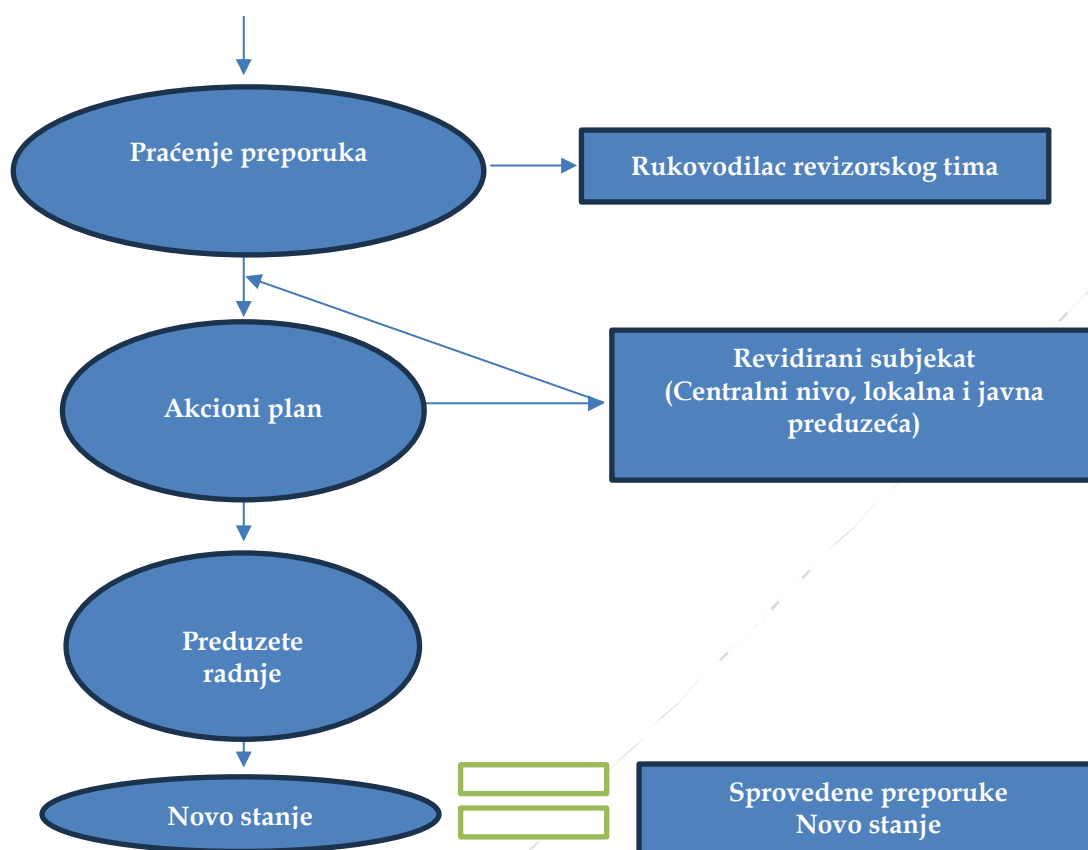 Praćenje preporuka
Rukovodilac revizorskog tima
Revidirani subjekat
(Centralni nivo, lokalna i javna
preduzeća)
Akcioni plan
Preduzete
radnje
Novo stanje
Sprovedene preporuke
Novo stanje